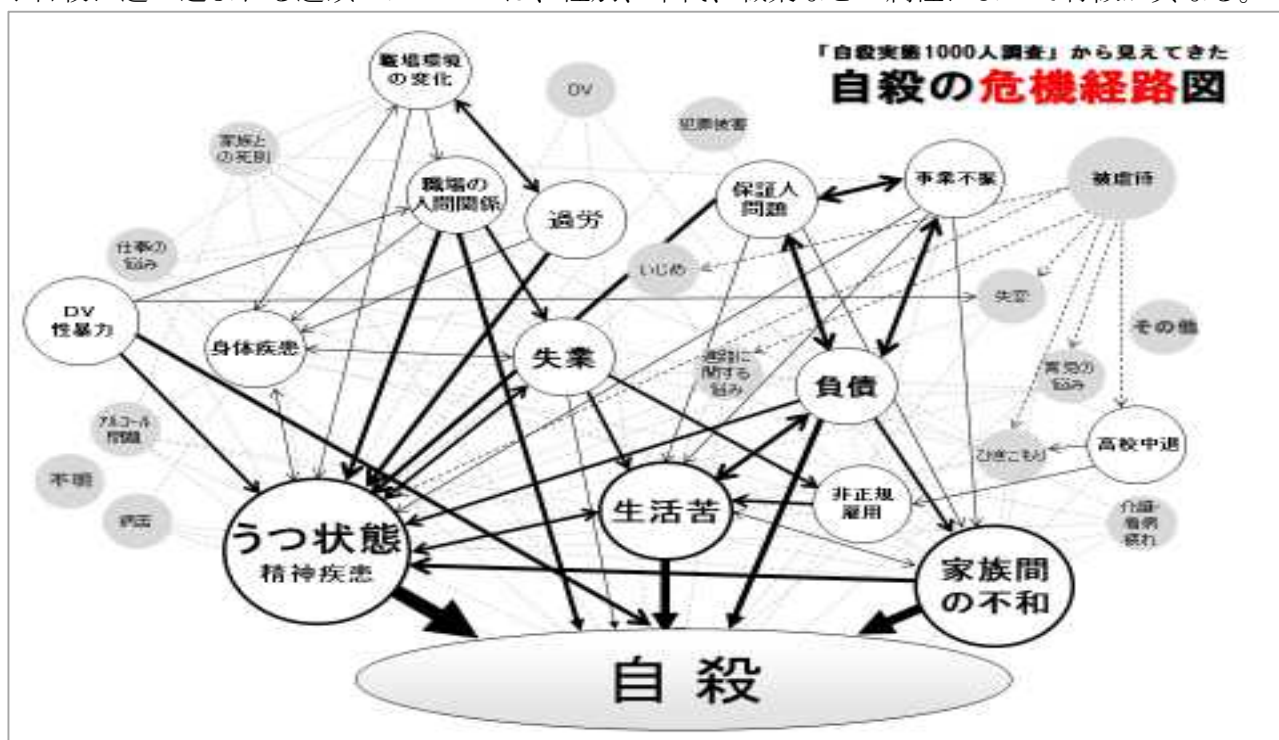 「自殺実態1000人調査」から見えてきた
自殺の危機経路図
職場環境
の変化
DV
犯罪被害
家族と
の死別
職場の
人間関係
過労
保証人
問題
事業不振
被虐待
仕事の
悩み
いじめ
失恋
DV
性暴力
その他
身体疾患
失業
進路に
関する
悩み
負債
育児の
悩み
アルコール
問題
高校中退
ひきこもり
不明
病苦
うつ状態
精神疾患
生活苦
非正規
雇用
介護・
看病
疲れ
家族間
の不和
自殺